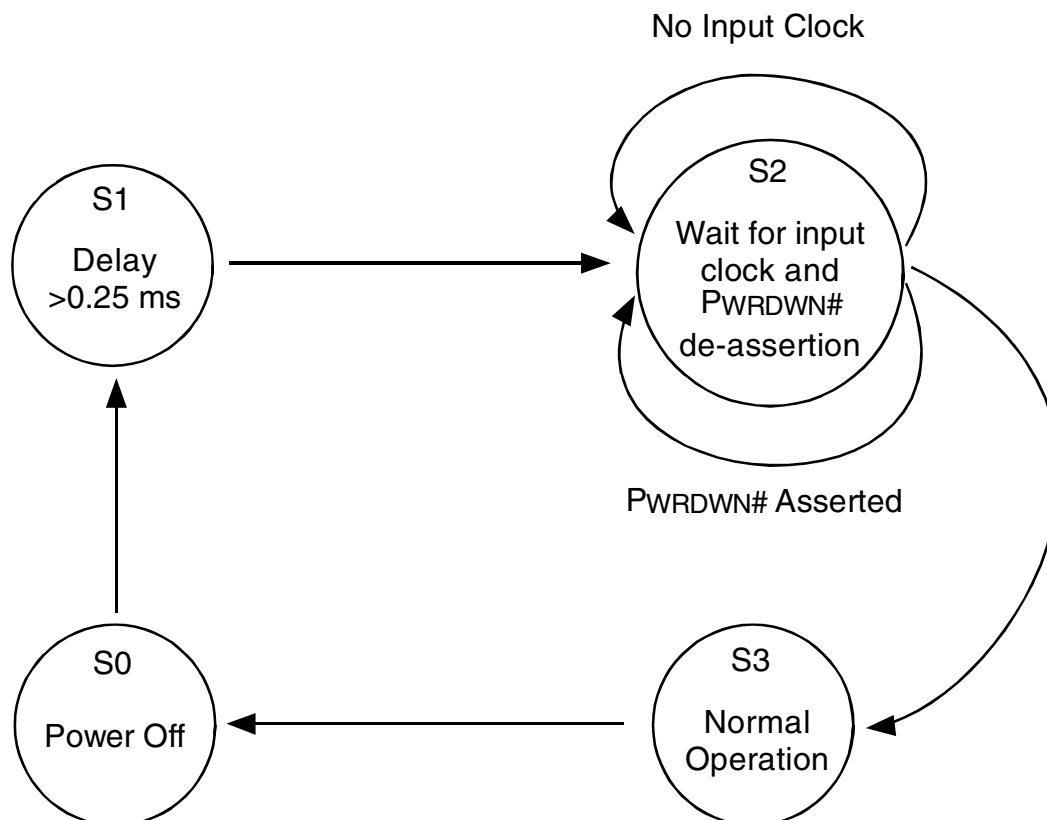 No Input Clock
S1
Delay
>0.25 ms
S2
Wait for input
clock and
PWRDWN#
de-assertion
PWRDWN# Asserted
S0
Power Off
S3
Normal
Operation